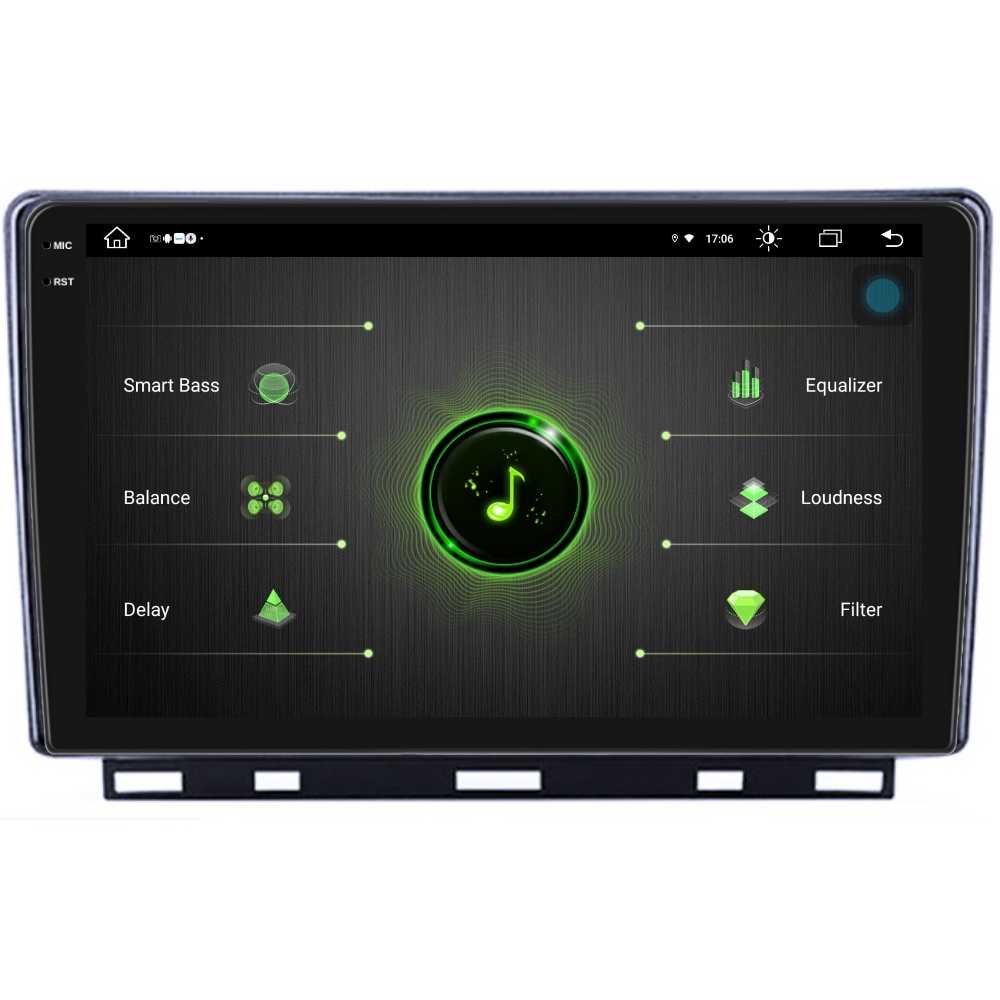 MIC
17:06
RST
Smart Bass
Equalizer
Balance
Loudness
Delay
Filter